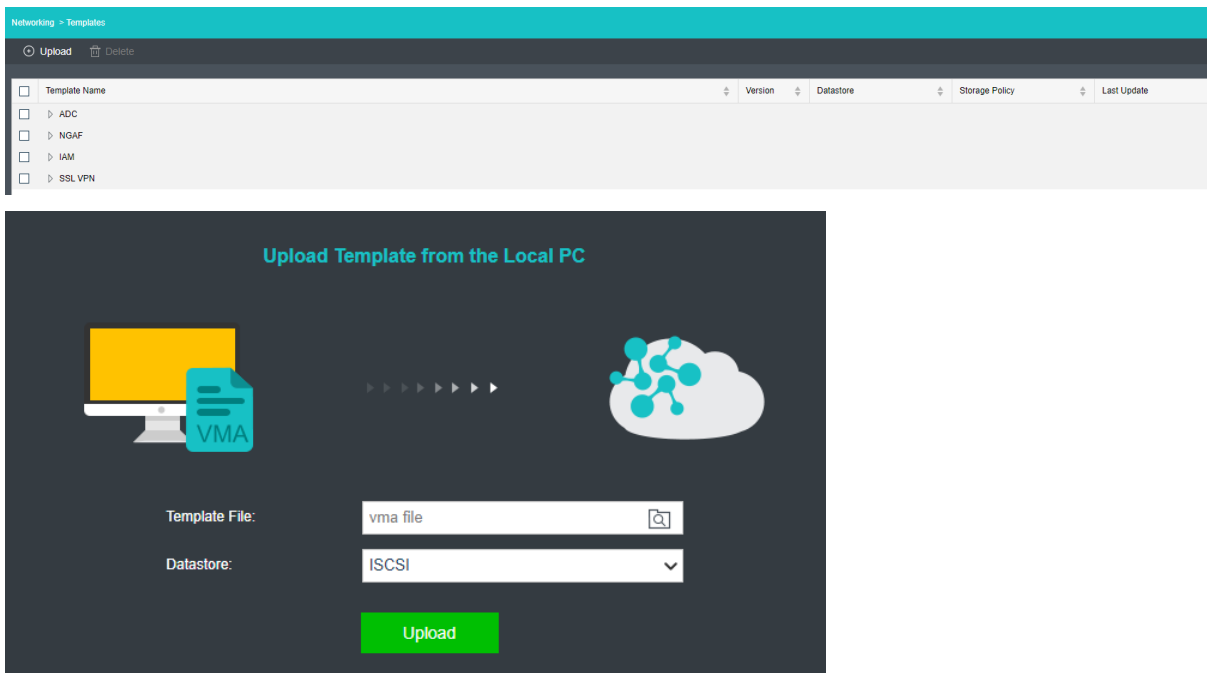 Networking > Templates
Upload Delete
Template Name Version Datastore Storage Policy Last Update
ADC
NGAF
IAM
SSL VPN
Upload Template from the Local PC
VMA
Template File: vma file
Datastore: ISCSI
Upload